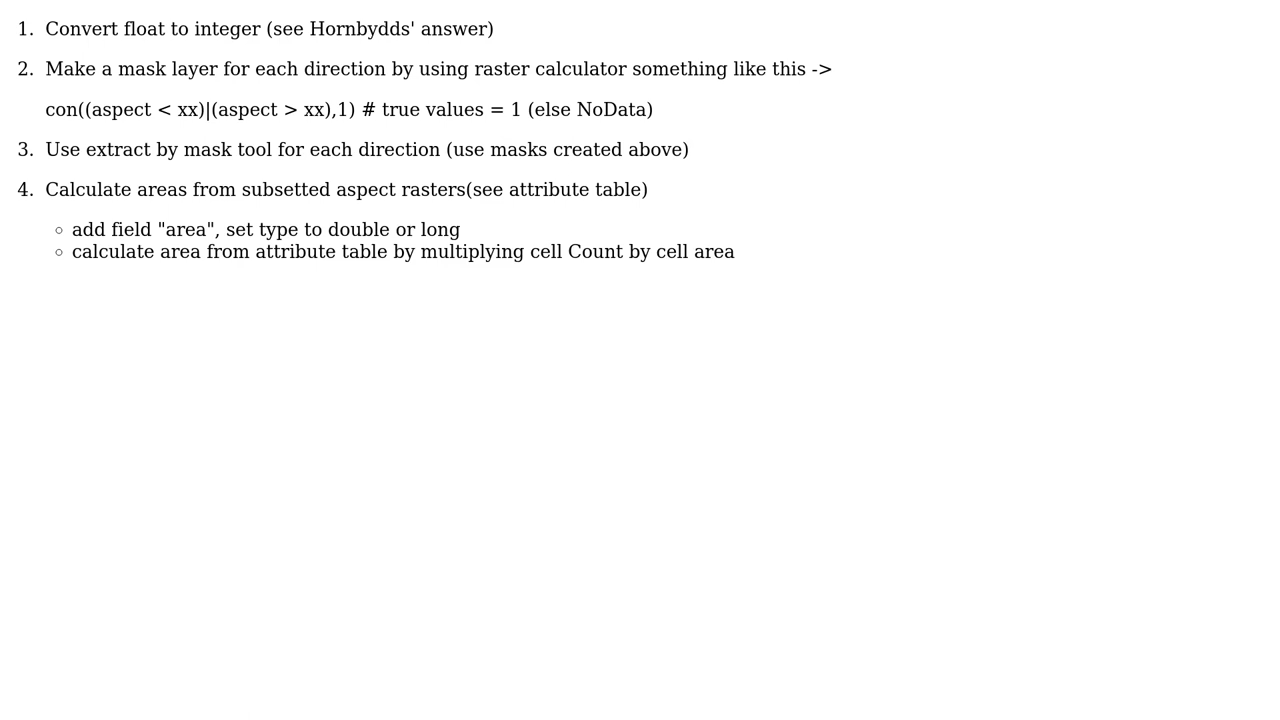 1. Convert float to integer (see Hornbydds' answer)
2. Make a mask layer for each direction by using raster calculator something like this ->
con((aspect < xx)|(aspect > xx),1) # true values = 1 (else NoData)
3. Use extract by mask tool for each direction (use masks created above)
4. Calculate areas from subsetted aspect rasters(see attribute table)
◦ add field "area", set type to double or long
◦ calculate area from attribute table by multiplying cell Count by cell area